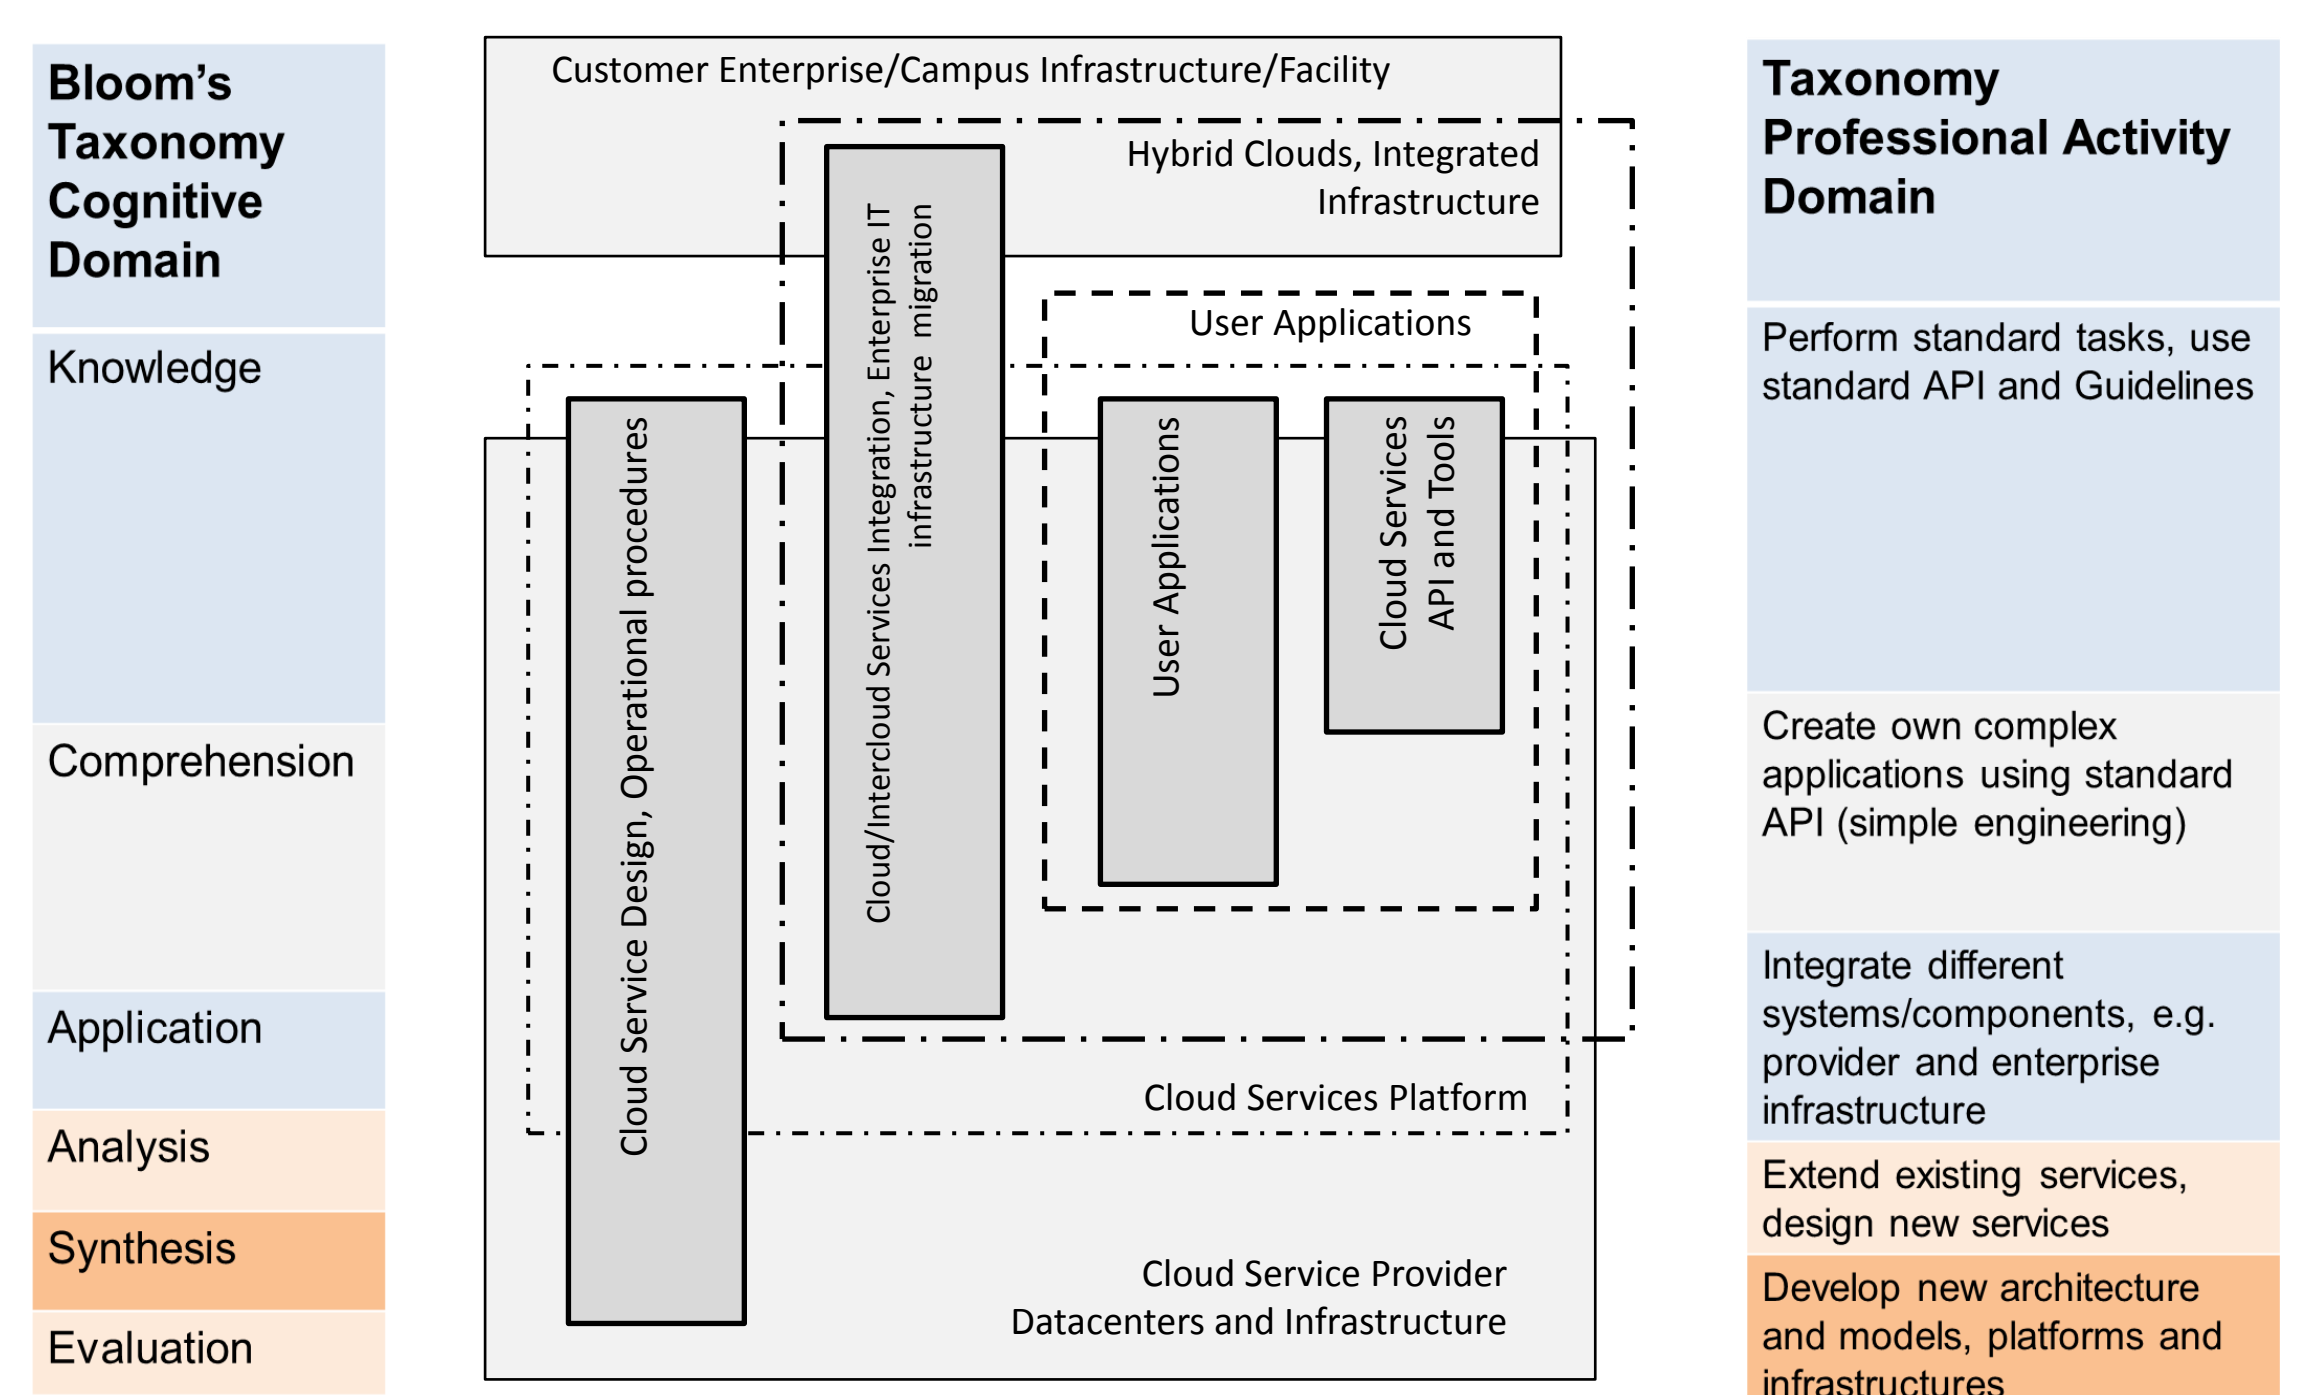 Bloom’s
Taxonomy
Cognitive
Domain
Knowledge
Comprehension
Application
Analysis
Synthesis
Evaluation
Customer Enterprise/Campus Infrastructure/Facility
Hybrid Clouds, Integrated
Infrastructure
User Applications
Cloud Service Design, Operational procedures
Cloud/Intercloud Services Integration, Enterprise IT
infrastructure migration
User Applications
Cloud Services
API and Tools
Cloud Services Platform
Cloud Service Provider
Datacenters and Infrastructure
Taxonomy
Professional Activity
Domain
Perform standard tasks, use
standard API and Guidelines
Create own complex
applications using standard
API (simple engineering)
Integrate different
systems/components, e.g.
provider and enterprise
infrastructure
Extend existing services,
design new services
Develop new architecture
and models, platforms and
infrastructures